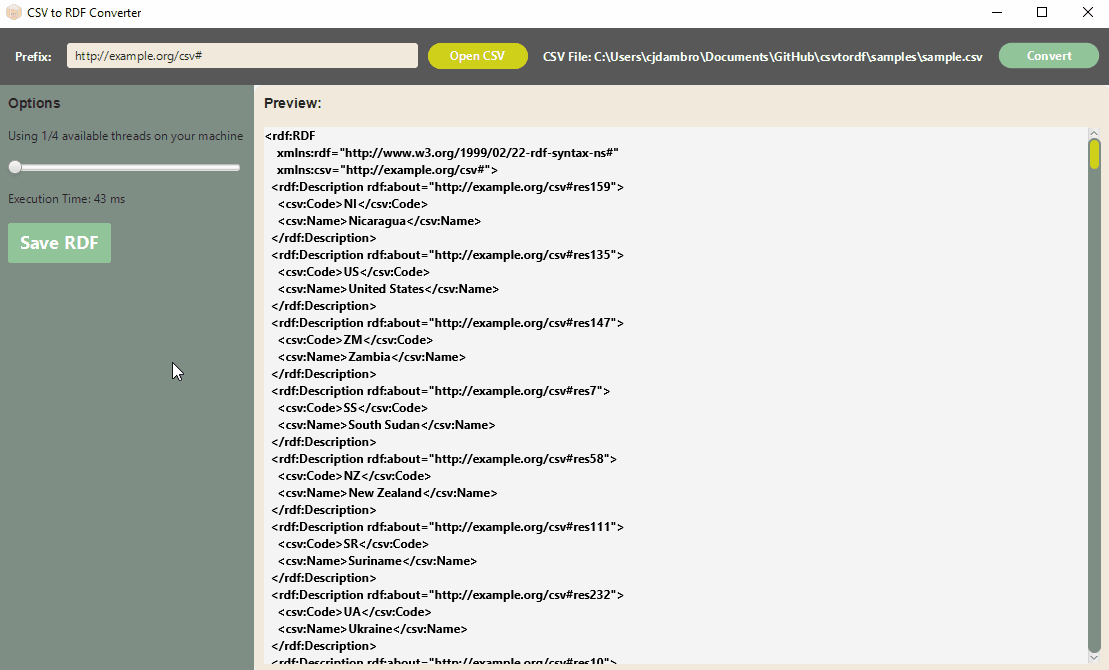 CSV to RDF Converter
Prefix: http://example.org/csv# Open CSV CSV File: C:\Users\cjdambro\Documents\GitHub\csvtordf\samples\sample.csv Convert
Options
Using 1/4 available threads on your machine
Execution Time: 43 ms
Save RDF
Preview:
<rdf:RDF
xmlns:rdf="http://www.w3.org/1999/02/22-rdf-syntax-ns#"
xmlns:csv="http://example.org/csv#">
<rdf:Description rdf:about="http://example.org/csv#res159">
<csv:Code>NI</csv:Code>
<csv:Name>Nicaragua</csv:Name>
</rdf:Description>
<rdf:Description rdf:about="http://example.org/csv#res135">
<csv:Code>US</csv:Code>
<csv:Name>United States</csv:Name>
</rdf:Description>
<rdf:Description rdf:about="http://example.org/csv#res147">
<csv:Code>ZM</csv:Code>
<csv:Name>Zambia</csv:Name>
</rdf:Description>
<rdf:Description rdf:about="http://example.org/csv#res7">
<csv:Code>SS</csv:Code>
<csv:Name>South Sudan</csv:Name>
</rdf:Description>
<rdf:Description rdf:about="http://example.org/csv#res58">
<csv:Code>NZ</csv:Code>
<csv:Name>New Zealand</csv:Name>
</rdf:Description>
<rdf:Description rdf:about="http://example.org/csv#res111">
<csv:Code>SR</csv:Code>
<csv:Name>Suriname</csv:Name>
</rdf:Description>
<rdf:Description rdf:about="http://example.org/csv#res232">
<csv:Code>UA</csv:Code>
<csv:Name>Ukraine</csv:Name>
</rdf:Description>
<rdf:Description rdf:about="http://example.org/csv#res10">